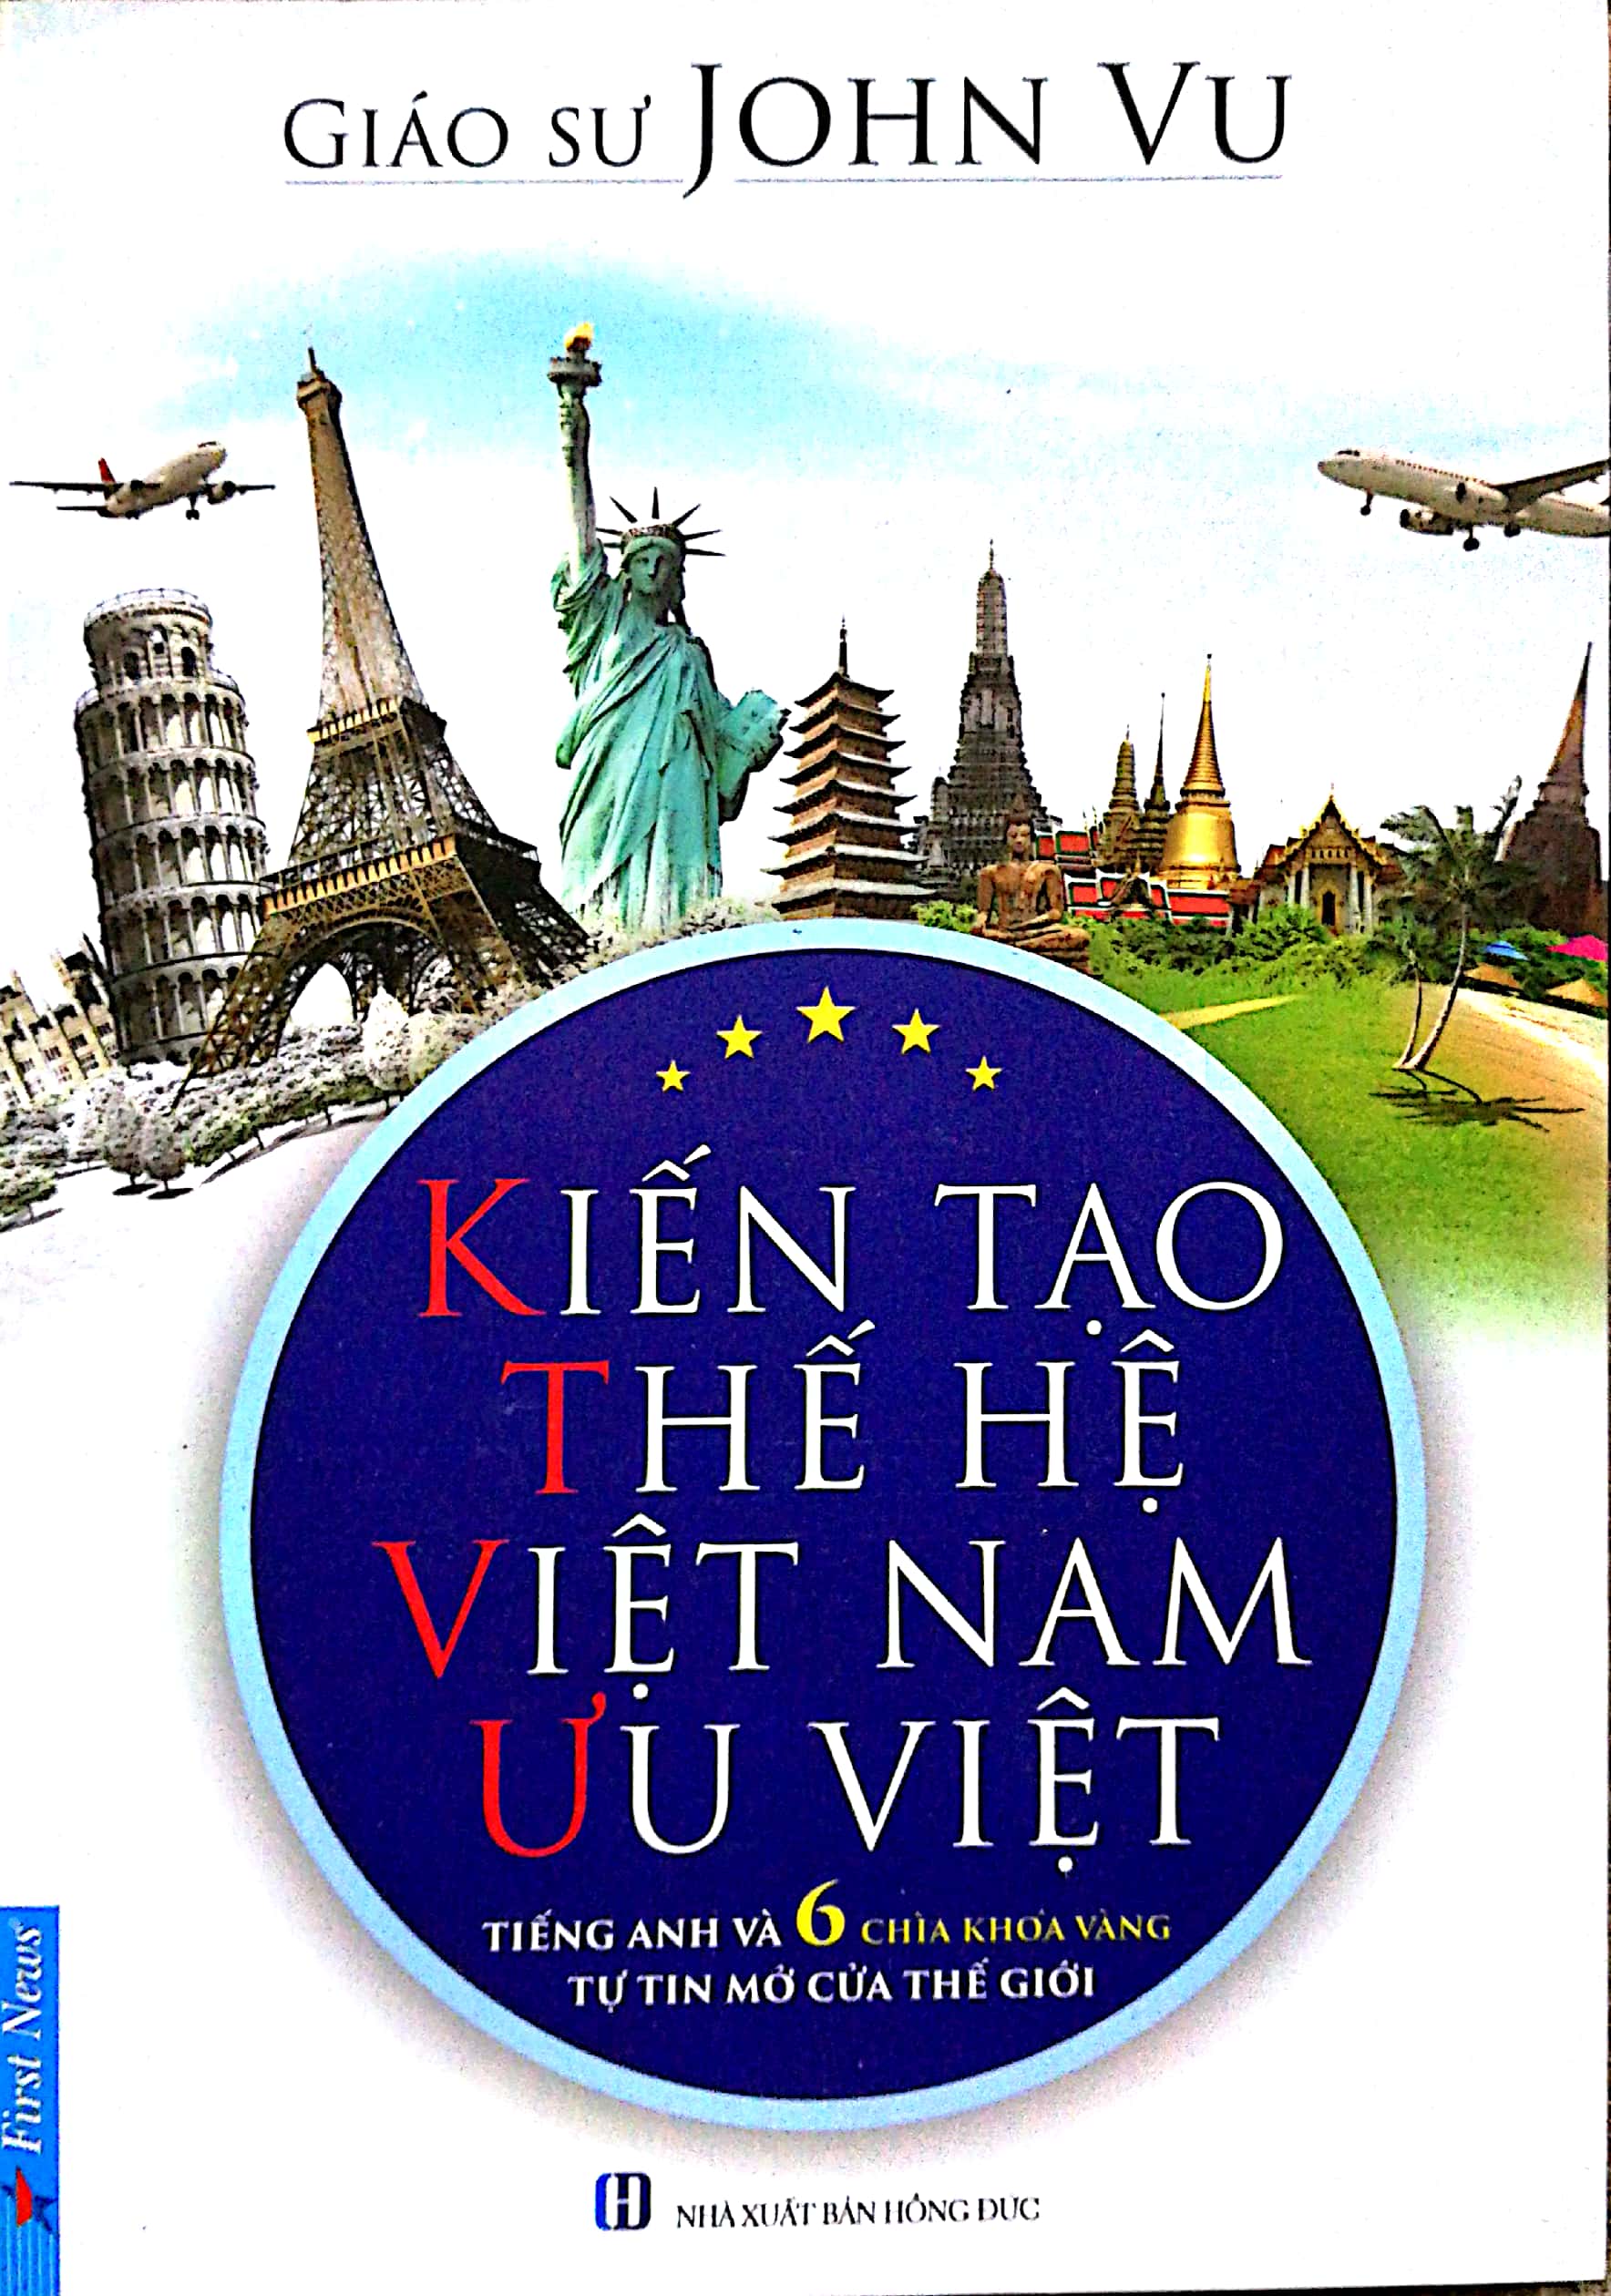 GIÁO SƯ JOHN VU
KIẾN TẠO
THẾ HỆ
VIỆT NAM
ƯU VIỆT
TIẾNG ANH VÀ 6 CHÌA KHÓA VÀNG
TỰ TIN MỞ CỬA THẾ GIỚI
First News
NHÀ XUẤT BẢN HỒNG ĐỨC